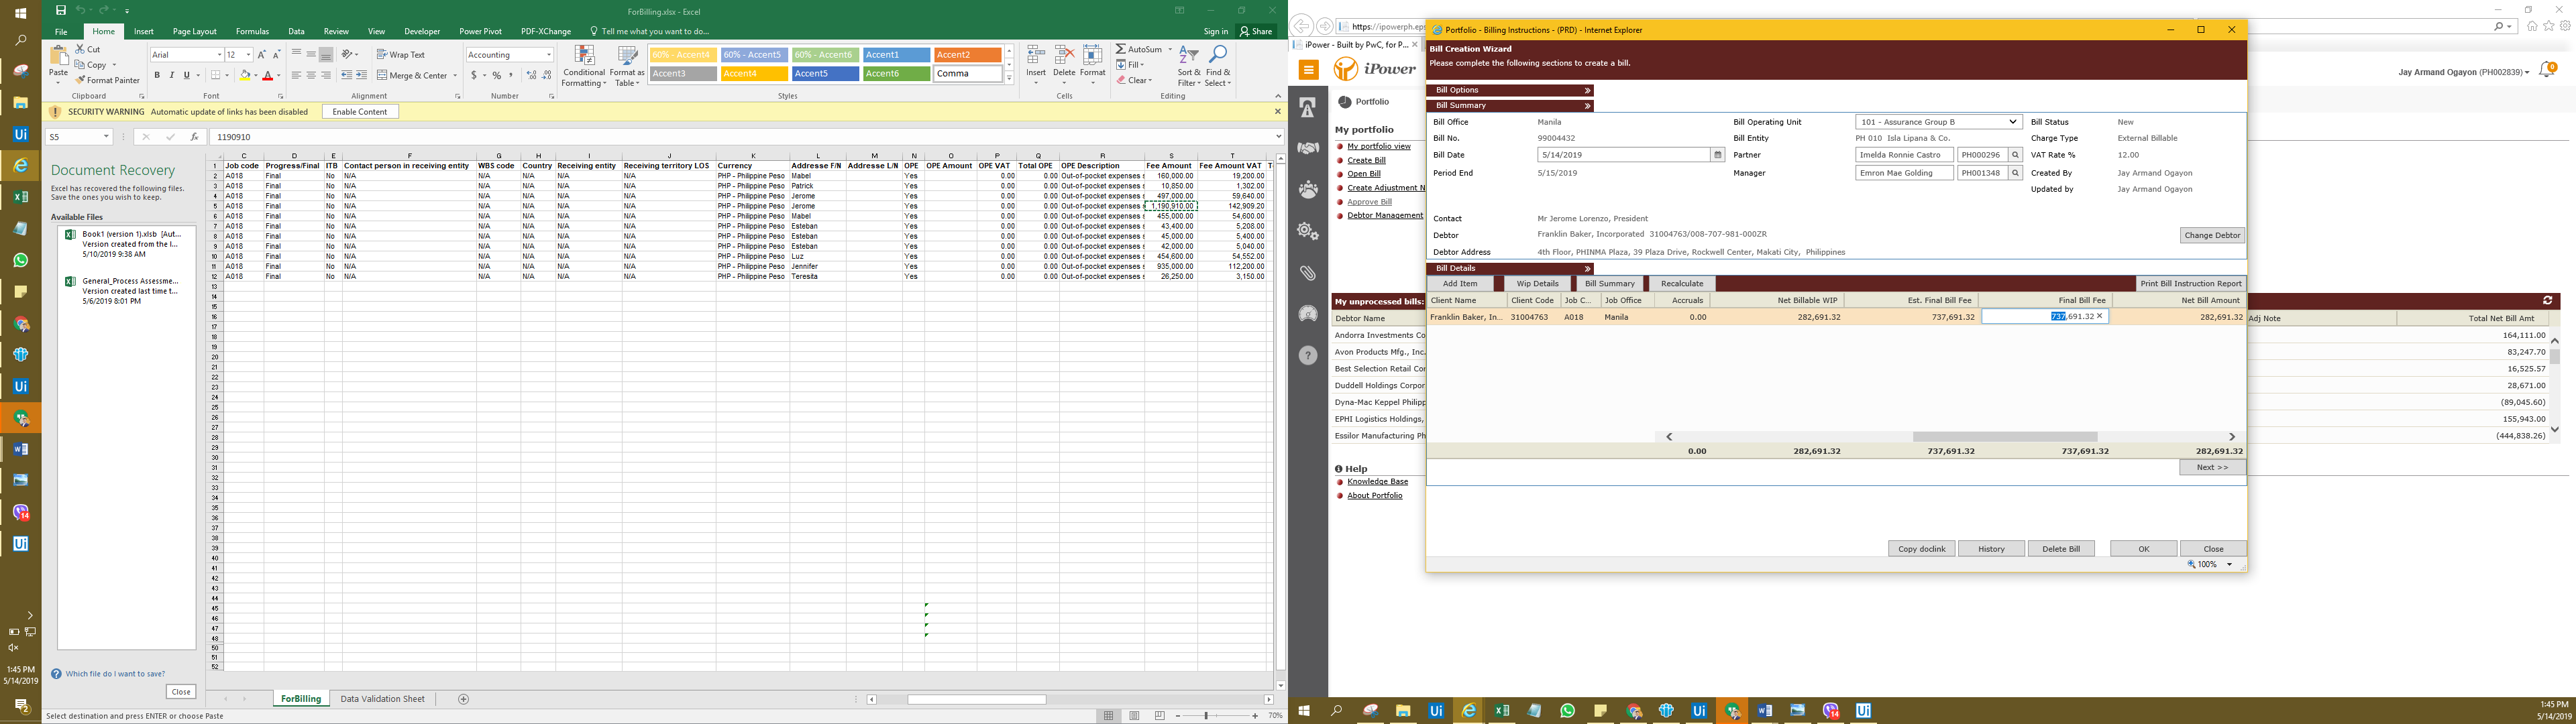 ForBilling.xlsx - Excel
File Home Insert Page Layout Formulas Data Review View Developer Power Pivot PDF-XChange Tell me what you want to do... Sign in Share
Paste Cut Copy Format Painter
Arial 12
B I U
Wrap Text
Merge & Center
Accounting
Conditional Formatting Format as Table
60% - Accent4 60% - Accent5 60% - Accent6 Accent1 Accent2
Accent3 Accent4 Accent5 Accent6 Comma
Insert Delete Format
AutoSum Fill Clear
Sort & Filter Find & Select
Clipboard Font Alignment Number Styles Cells Editing
SECURITY WARNING Automatic update of links has been disabled Enable Content
S5 fx 1190910
Document Recovery
Excel has recovered the following files. Save the ones you wish to keep.
Available Files
Book1 (version 1).xlsb [Aut...
Version created from the l...
5/10/2019 9:38 AM
General_Process Assessme...
Version created last time t...
5/6/2019 8:01 PM
Which file do I want to save?
Close
C D E F G H I J K L M N O P Q R S T
1 Job code Progress/Final ITB Contact person in receiving entity WBS code Country Receiving entity Receiving territory LOS Currency Addresse F/N Addresse L/N OPE OPE Amount OPE VAT Total OPE OPE Description Fee Amount Fee Amount VAT T
2 A018 Final No N/A N/A N/A N/A N/A PHP - Philippine Peso Mabel Yes 0.00 0.00 Out-of-pocket expenses s 160,000.00 19,200.00
3 A018 Final No N/A N/A N/A N/A N/A PHP - Philippine Peso Patrick Yes 0.00 0.00 Out-of-pocket expenses s 10,850.00 1,302.00
4 A018 Final No N/A N/A N/A N/A N/A PHP - Philippine Peso Jerome Yes 0.00 0.00 Out-of-pocket expenses s 497,000.00 59,640.00
5 A018 Final No N/A N/A N/A N/A N/A PHP - Philippine Peso Jerome Yes 0.00 0.00 Out-of-pocket expenses s 1,190,910.00 142,909.20
6 A018 Final No N/A N/A N/A N/A N/A PHP - Philippine Peso Mabel Yes 0.00 0.00 Out-of-pocket expenses s 455,000.00 54,600.00
7 A018 Final No N/A N/A N/A N/A N/A PHP - Philippine Peso Esteban Yes 0.00 0.00 Out-of-pocket expenses s 43,400.00 5,208.00
8 A018 Final No N/A N/A N/A N/A N/A PHP - Philippine Peso Esteban Yes 0.00 0.00 Out-of-pocket expenses s 45,000.00 5,400.00
9 A018 Final No N/A N/A N/A N/A N/A PHP - Philippine Peso Esteban Yes 0.00 0.00 Out-of-pocket expenses s 42,000.00 5,040.00
10 A018 Final No N/A N/A N/A N/A N/A PHP - Philippine Peso Luz Yes 0.00 0.00 Out-of-pocket expenses s 454,600.00 54,552.00
11 A018 Final No N/A N/A N/A N/A N/A PHP - Philippine Peso Jennifer Yes 0.00 0.00 Out-of-pocket expenses s 935,000.00 112,200.00
12 A018 Final No N/A N/A N/A N/A N/A PHP - Philippine Peso Teresita Yes 0.00 0.00 Out-of-pocket expenses s 26,250.00 3,150.00
ForBilling Data Validation Sheet
Select destination and press ENTER or choose Paste 70%
1:45 PM
5/14/2019
https://ipowerph.eps
iPower - Built by PwC, for P...
iPower
Jay Armand Ogayon (PH002839)
Portfolio
My portfolio
My portfolio view
Create Bill
Open Bill
Create Adjustment N
Approve Bill
Debtor Management
My unprocessed bills:
Debtor Name Adj Note Total Net Bill Amt
Andorra Investments Co 164,111.00
Avon Products Mfg., Inc. 83,247.70
Best Selection Retail Cor 16,525.57
Duddell Holdings Corpor 28,671.00
Dyna-Mac Keppel Philipp (89,045.60)
EPHI Logistics Holdings, 155,943.00
Essilor Manufacturing Ph (444,838.26)
Help
Knowledge Base
About Portfolio
Portfolio - Billing Instructions - (PRD) - Internet Explorer
Bill Creation Wizard
Please complete the following sections to create a bill.
Bill Options
Bill Summary
Bill Office Manila Bill Operating Unit 101 - Assurance Group B Bill Status New
Bill No. 99004432 Bill Entity PH 010 Isla Lipana & Co. Charge Type External Billable
Bill Date 5/14/2019 Partner Imelda Ronnie Castro PH000296 VAT Rate % 12.00
Period End 5/15/2019 Manager Emron Mae Golding PH001348 Created By Jay Armand Ogayon
Updated by Jay Armand Ogayon
Contact Mr Jerome Lorenzo, President
Debtor Franklin Baker, Incorporated 31004763/008-707-981-000ZR Change Debtor
Debtor Address 4th Floor, PHINMA Plaza, 39 Plaza Drive, Rockwell Center, Makati City, Philippines
Bill Details
Add Item Wip Details Bill Summary Recalculate Print Bill Instruction Report
Client Name Client Code Job C... Job Office Accruals Net Billable WIP Est. Final Bill Fee Final Bill Fee Net Bill Amount
Franklin Baker, In... 31004763 A018 Manila 0.00 282,691.32 737,691.32 737,691.32 282,691.32
0.00 282,691.32 737,691.32 737,691.32 282,691.32
Next >>
Copy doclink History Delete Bill OK Close
100%
1:45 PM
5/14/2019